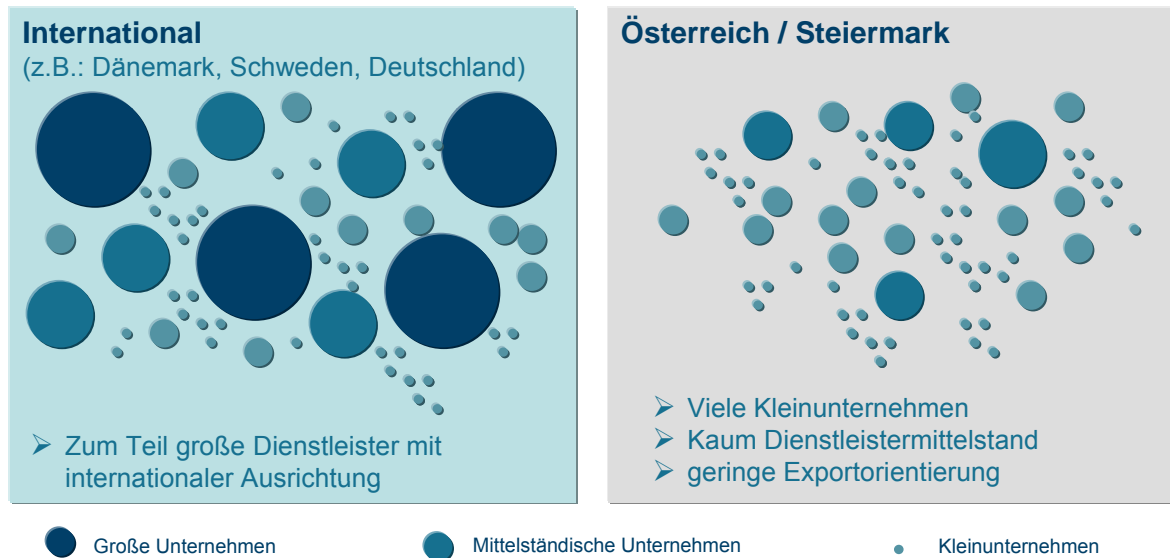 International
(z.B.: Dänemark, Schweden, Deutschland)
➢ Zum Teil große Dienstleister mit
internationaler Ausrichtung
Österreich / Steiermark
➢ Viele Kleinunternehmen
➢ Kaum Dienstleistermittelstand
➢ geringe Exportorientierung
Große Unternehmen
Mittelständische Unternehmen
Kleinunternehmen